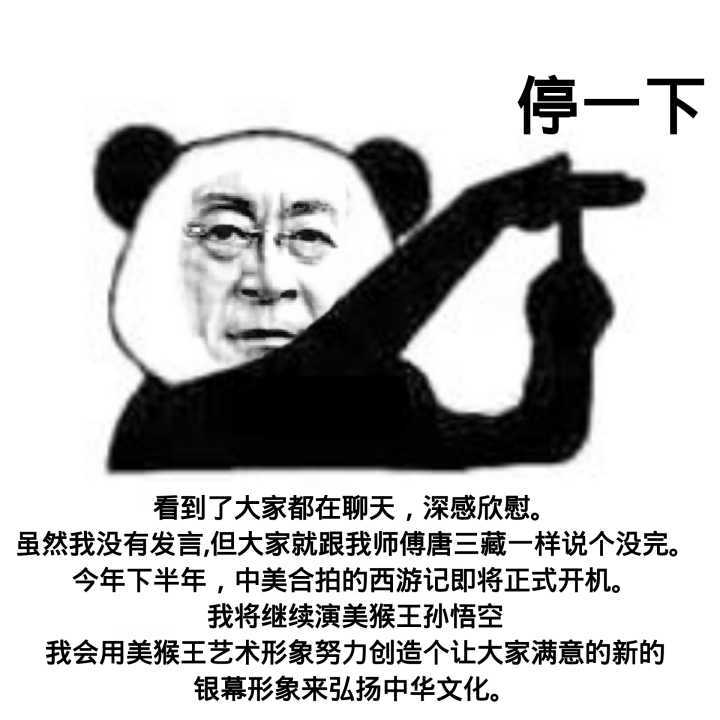 停一下
看到了大家都在聊天，深感欣慰。
虽然我没有发言,但大家就跟我师傅唐三藏一样说个没完。
今年下半年，中美合拍的西游记即将正式开机。
我将继续演美猴王孙悟空
我会用美猴王艺术形象努力创造个让大家满意的新的
银幕形象来弘扬中华文化。